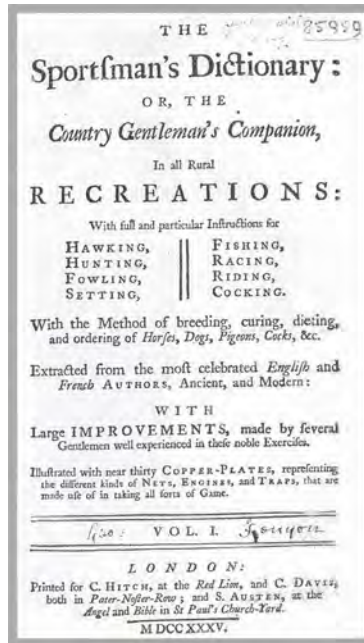 THE
85959
Sportſman's Dictionary:
OR, THE
Country Gentleman's Companion,
In all Rural
RECREATIONS:
With full and particular Inſtructions for
HAWKING, FISHING,
HUNTING, RACING,
FOWLING, RIDING,
SETTING, COCKING.
With the Method of breeding, curing, dieting,
and ordering of Horſes, Dogs, Pigeons, Cocks, &c.
Extracted from the moſt celebrated Engliſh and
French AUTHORS, Ancient, and Modern:
WITH
Large IMPROVEMENTS, made by ſeveral
Gentlemen well experienced in theſe noble Exerciſes.
Illuſtrated with near thirty COPPER-PLATES, repreſenting
the different kinds of NETS, ENGINES, and TRAPS, that are
made uſe of in taking all ſorts of Game.
Geo: VOL. I. Kenyon
LONDON:
Printed for C. HITCH, at the Red Lion, and C. DAVIS,
both in Pater-Noſter-Row; and S. AUSTEN, at the
Angel and Bible in St Paul's Church-Yard.
MDCCXXXV.